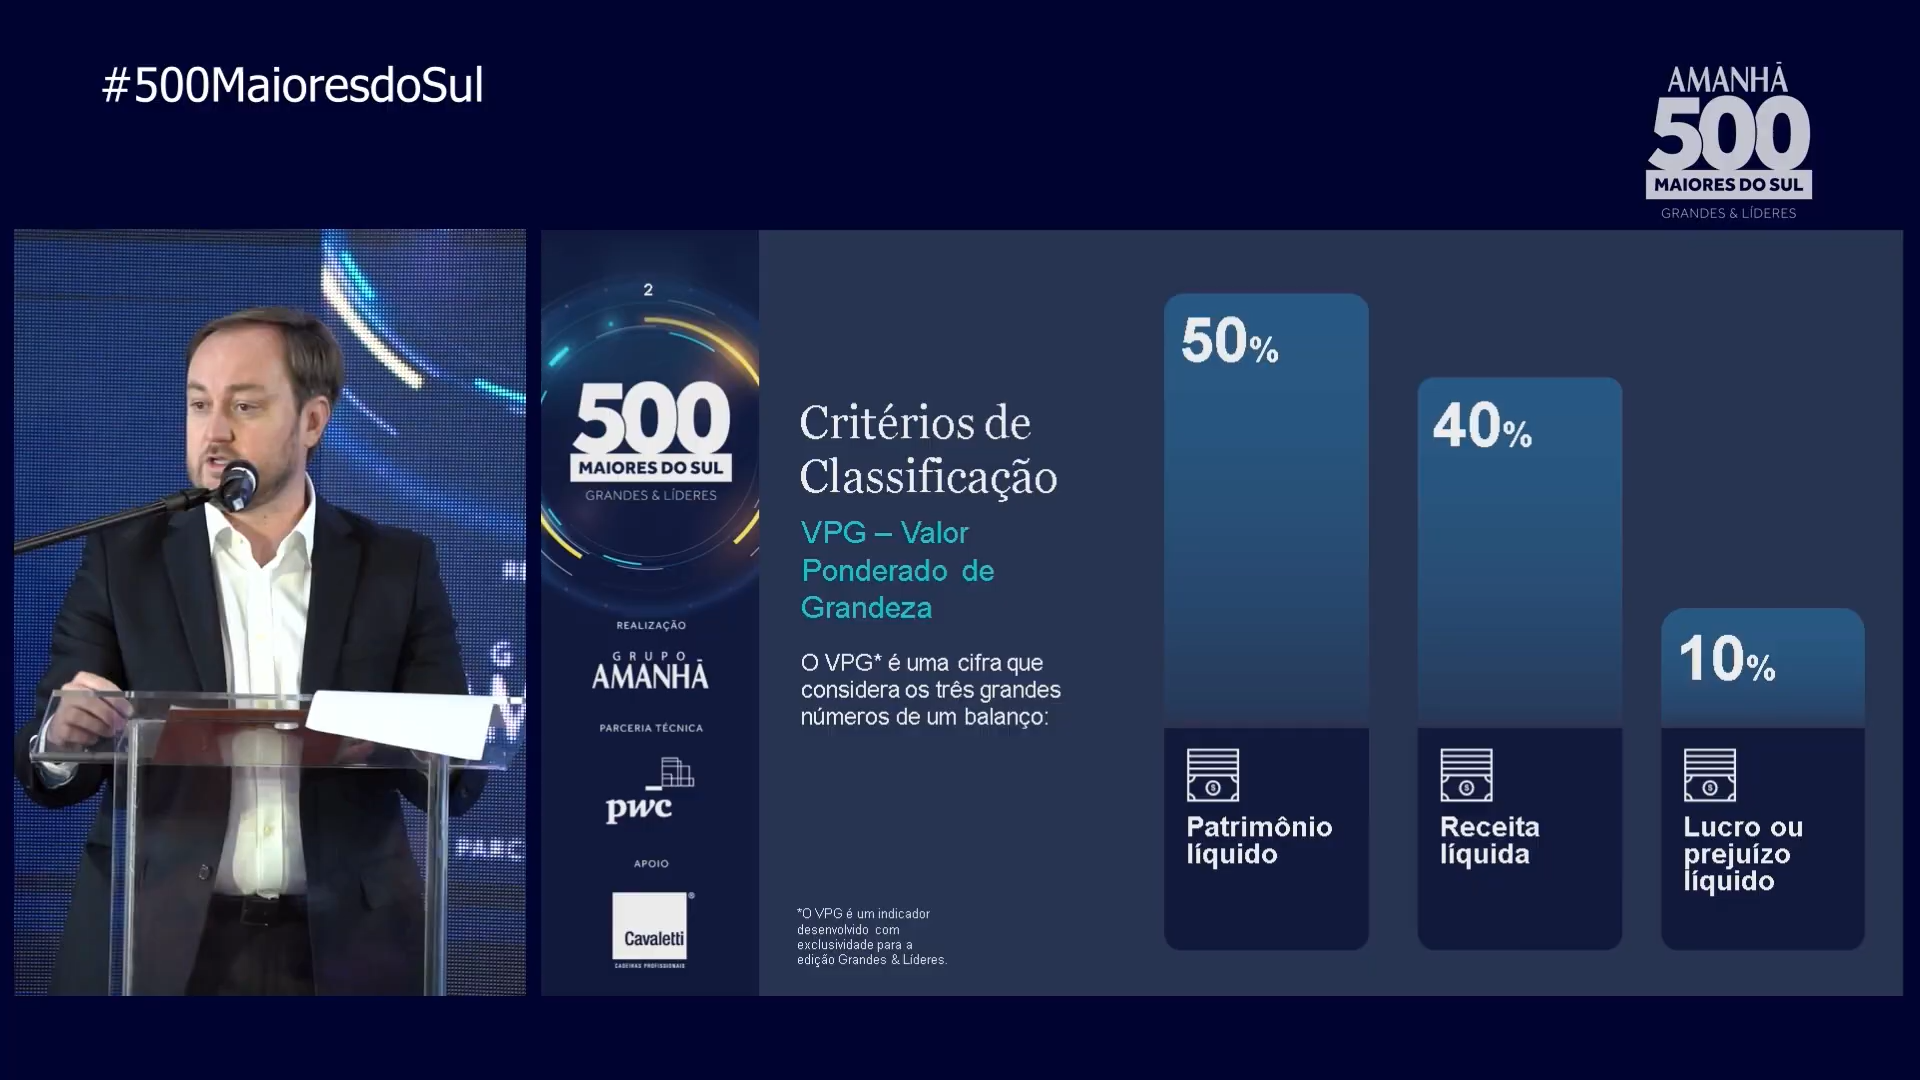 #500MaioresdoSul
AMANHÃ
500
MAIORES DO SUL
GRANDES & LÍDERES
2
500
MAIORES DO SUL
GRANDES & LÍDERES
REALIZAÇÃO
GRUPO
AMANHÃ
PARCERIA TÉCNICA
pwc
APOIO
Cavaletti
®
CADEIRAS PROFISSIONAIS
Critérios de
Classificação
VPG – Valor
Ponderado de
Grandeza
O VPG* é uma cifra que
considera os três grandes
números de um balanço:
*O VPG é um indicador
desenvolvido com
exclusividade para a
edição Grandes & Líderes.
50%
Patrimônio
líquido
40%
Receita
líquida
10%
Lucro ou
prejuízo
líquido